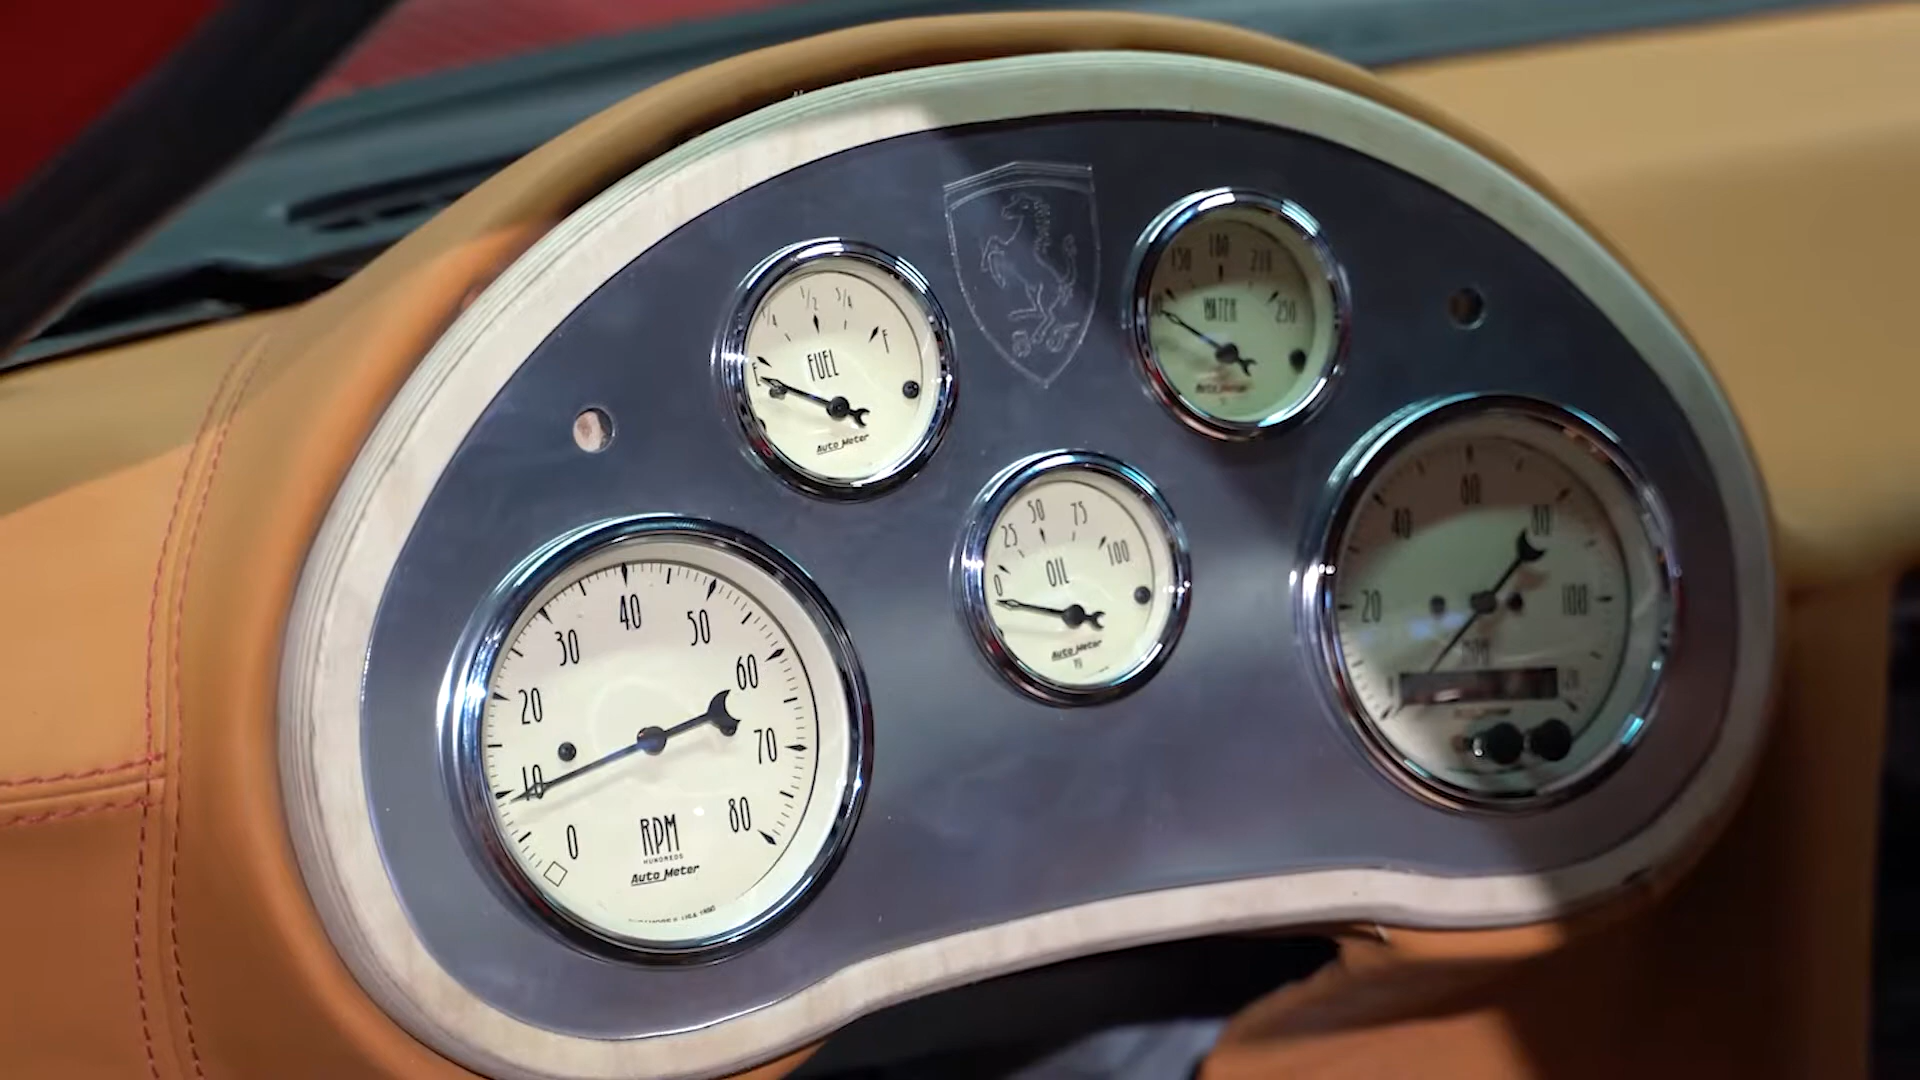 1/4 1/2 3/4
E F
FUEL
Auto Meter
150 180 210
250
WATER
Auto Meter
0 25 50 75 100
OIL
Auto Meter
0 10 20 30 40 50 60 70 80
RPM
HUNDREDS
Auto Meter
20 40 60 80 100
MPH